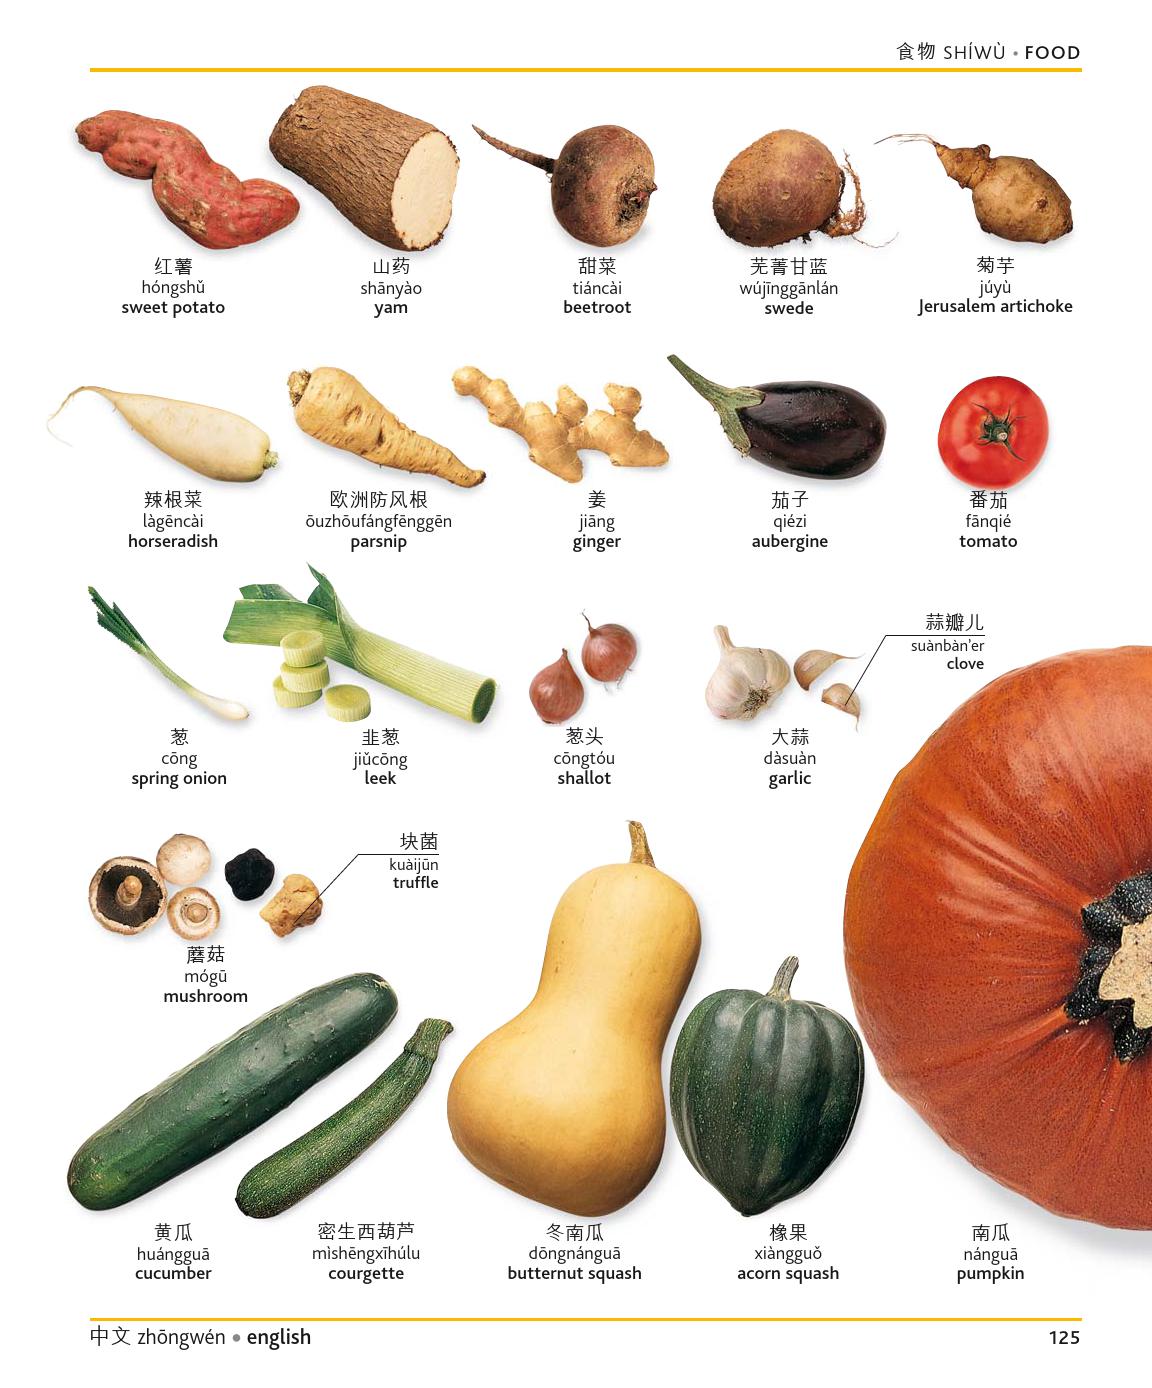 食物 SHÍWÙ • FOOD
红薯
hóngshǔ
sweet potato
山药
shānyào
yam
甜菜
tiáncài
beetroot
芜菁甘蓝
wújīnggānlán
swede
菊芋
júyù
Jerusalem artichoke
辣根菜
làgēncài
horseradish
欧洲防风根
ōuzhōufángfēnggēn
parsnip
姜
jiāng
ginger
茄子
qiézi
aubergine
番茄
fānqié
tomato
葱
cōng
spring onion
韭葱
jiǔcōng
leek
葱头
cōngtóu
shallot
大蒜
dàsuàn
garlic
蒜瓣儿
suànbàn'er
clove
蘑菇
mógū
mushroom
块菌
kuàijūn
truffle
黄瓜
huángguā
cucumber
密生西葫芦
mìshēngxīhúlu
courgette
冬南瓜
dōngnánguā
butternut squash
橡果
xiàngguǒ
acorn squash
南瓜
nánguā
pumpkin
中文 zhōngwén • english
125